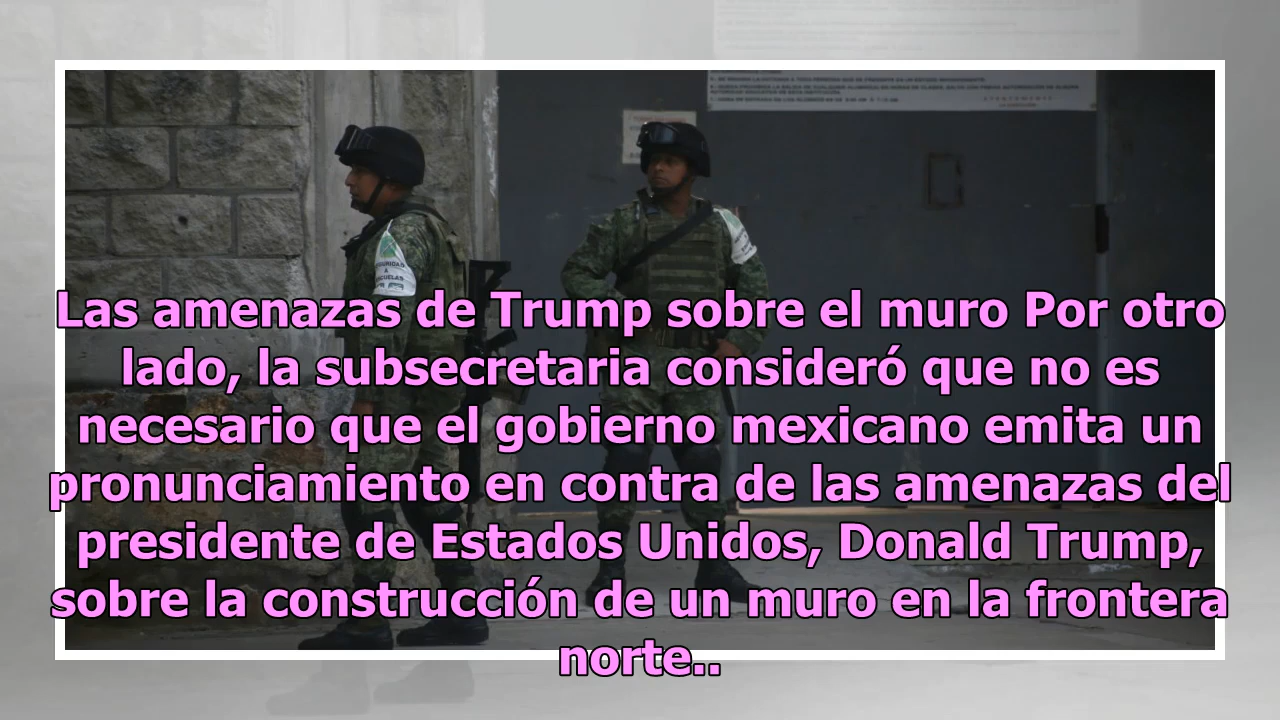 Las amenazas de Trump sobre el muro Por otro
lado, la subsecretaria consideró que no es
necesario que el gobierno mexicano emita un
pronunciamiento en contra de las amenazas del
presidente de Estados Unidos, Donald Trump,
sobre la construcción de un muro en la frontera
norte..